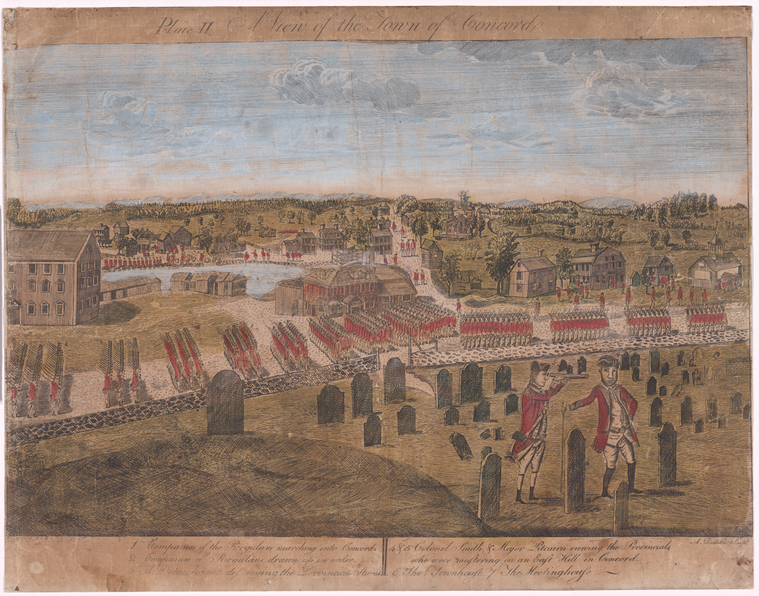 Plate II. A View of the Town of Concord
1 Companies of the Regulars marching into Concord
2. Companies of Regulars drawn up in order
destroying the Provincials Stores
4 & 5 Colonel Smith & Major Pitcairn viewing the Provincials
who were mustering on an East Hill in Concord
6. The Townhouse 7 The Meetinghouse
A. Doolittle Sculpt